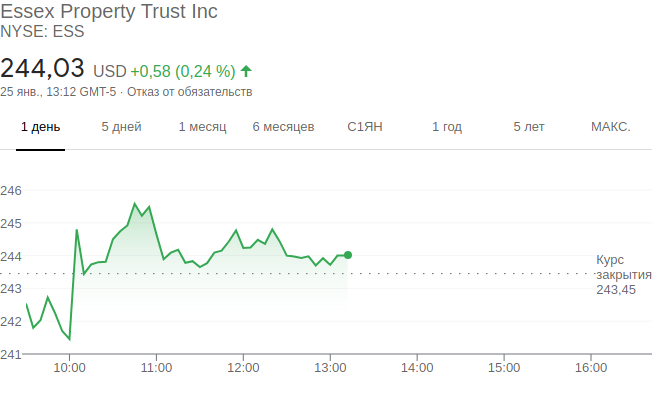 Essex Property Trust Inc
NYSE: ESS
244,03 USD +0,58 (0,24 %)
25 янв., 13:12 GMT-5 · Отказ от обязательств
1 день 5 дней 1 месяц 6 месяцев С1ЯН 1 год 5 лет МАКС.
246
245
244
243
242
241
Курс
закрытия
243,45
10:00 11:00 12:00 13:00 14:00 15:00 16:00